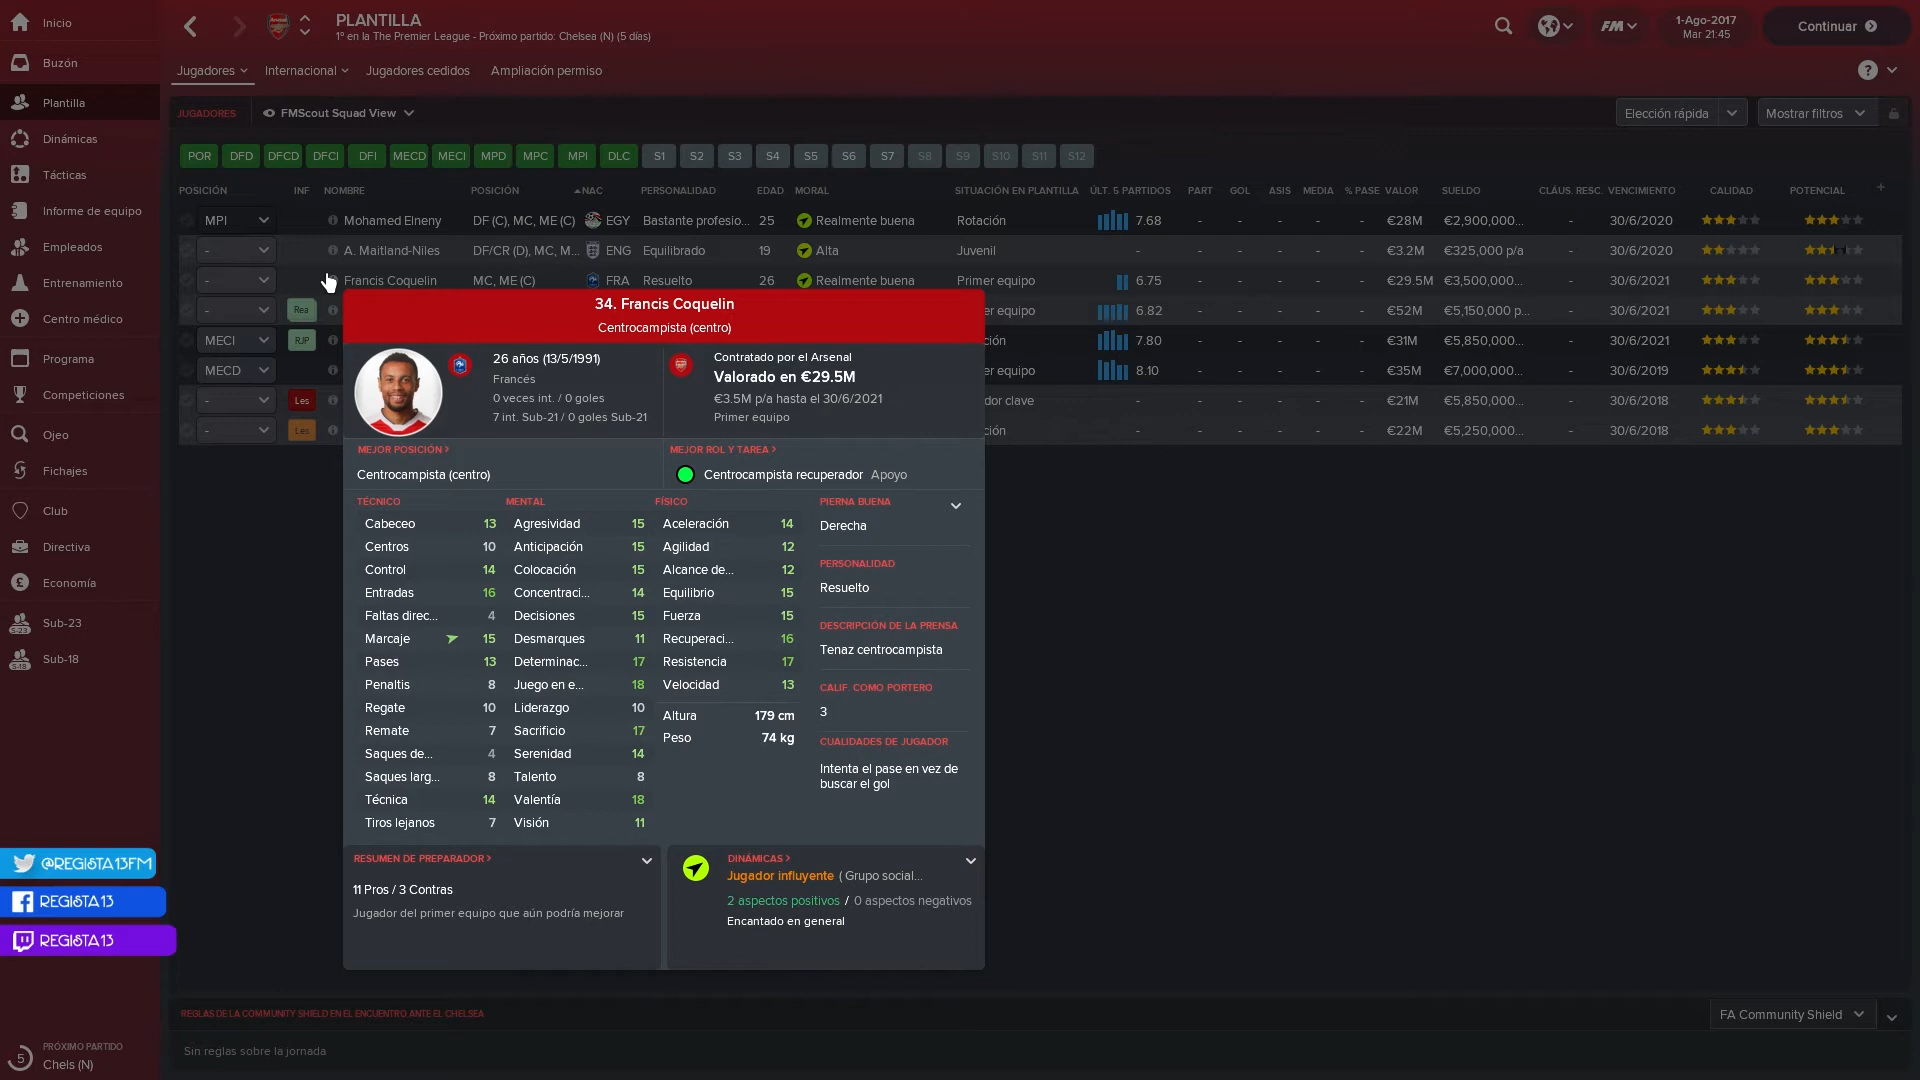 Inicio
Buzón
Plantilla
Dinámicas
Tácticas
Informe de equipo
Empleados
Entrenamiento
Centro médico
Programa
Competiciones
Ojeo
Fichajes
Club
Directiva
Economía
Sub-23
Sub-18
@REGISTA13FM
REGISTA13
REGISTA13
5 PRÓXIMO PARTIDO
Chels (N)
PLANTILLA
1º en la The Premier League - Próximo partido: Chelsea (N) (5 días)
FM
1-Ago-2017
Mar 21:45
Continuar
Jugadores Internacional Jugadores cedidos Ampliación permiso
JUGADORES FMScout Squad View Elección rápida Mostrar filtros
POR DFD DFCD DFCI DFI MECD MECI MPD MPC MPI DLC S1 S2 S3 S4 S5 S6 S7 S8 S9 S10 S11 S12
POSICIÓN INF NOMBRE POSICIÓN NAC PERSONALIDAD EDAD MORAL SITUACIÓN EN PLANTILLA ÚLT. 5 PARTIDOS PART GOL ASIS MEDIA % PASE VALOR SUELDO CLÁUS. RESC. VENCIMIENTO CALIDAD POTENCIAL +
MPI Mohamed Elneny DF (C), MC, ME (C) EGY Bastante profesio... 25 Realmente buena Rotación 7.68 - - - - - €28M €2,900,000... - 30/6/2020
- A. Maitland-Niles DF/CR (D), MC, M... ENG Equilibrado 19 Alta Juvenil - - - - - - €3.2M €325,000 p/a - 30/6/2020
- Francis Coquelin MC, ME (C) FRA Resuelto 26 Realmente buena Primer equipo 6.75 - - - - - €29.5M €3,500,000... - 30/6/2021
- Rea er equipo 6.82 - - - - - €52M €5,150,000 p... - 30/6/2021
MECI RJP ción 7.80 - - - - - €31M €5,850,000... - 30/6/2021
MECD er equipo 8.10 - - - - - €35M €7,000,000... - 30/6/2019
- Les dor clave - - - - - - €21M €5,850,000... - 30/6/2018
- Les ción - - - - - - €22M €5,250,000... - 30/6/2018
34. Francis Coquelin
Centrocampista (centro)
26 años (13/5/1991)
Francés
0 veces int. / 0 goles
7 int. Sub-21 / 0 goles Sub-21
Contratado por el Arsenal
Valorado en €29.5M
€3.5M p/a hasta el 30/6/2021
Primer equipo
MEJOR POSICIÓN >
Centrocampista (centro)
MEJOR ROL Y TAREA >
Centrocampista recuperador Apoyo
TÉCNICO
Cabeceo 13
Centros 10
Control 14
Entradas 16
Faltas direc... 4
Marcaje 15
Pases 13
Penaltis 8
Regate 10
Remate 7
Saques de... 4
Saques larg... 8
Técnica 14
Tiros lejanos 7
MENTAL
Agresividad 15
Anticipación 15
Colocación 15
Concentraci... 14
Decisiones 15
Desmarques 11
Determinac... 17
Juego en e... 18
Liderazgo 10
Sacrificio 17
Serenidad 14
Talento 8
Valentía 18
Visión 11
FÍSICO
Aceleración 14
Agilidad 12
Alcance de... 12
Equilibrio 15
Fuerza 15
Recuperaci... 16
Resistencia 17
Velocidad 13
Altura 179 cm
Peso 74 kg
PIERNA BUENA
Derecha
PERSONALIDAD
Resuelto
DESCRIPCIÓN DE LA PRENSA
Tenaz centrocampista
CALIF. COMO PORTERO
3
CUALIDADES DE JUGADOR
Intenta el pase en vez de
buscar el gol
RESUMEN DE PREPARADOR >
11 Pros / 3 Contras
Jugador del primer equipo que aún podría mejorar
DINÁMICAS >
Jugador influyente ( Grupo social...
2 aspectos positivos / 0 aspectos negativos
Encantado en general
REGLAS DE LA COMMUNITY SHIELD EN EL ENCUENTRO ANTE EL CHELSEA
FA Community Shield
Sin reglas sobre la jornada